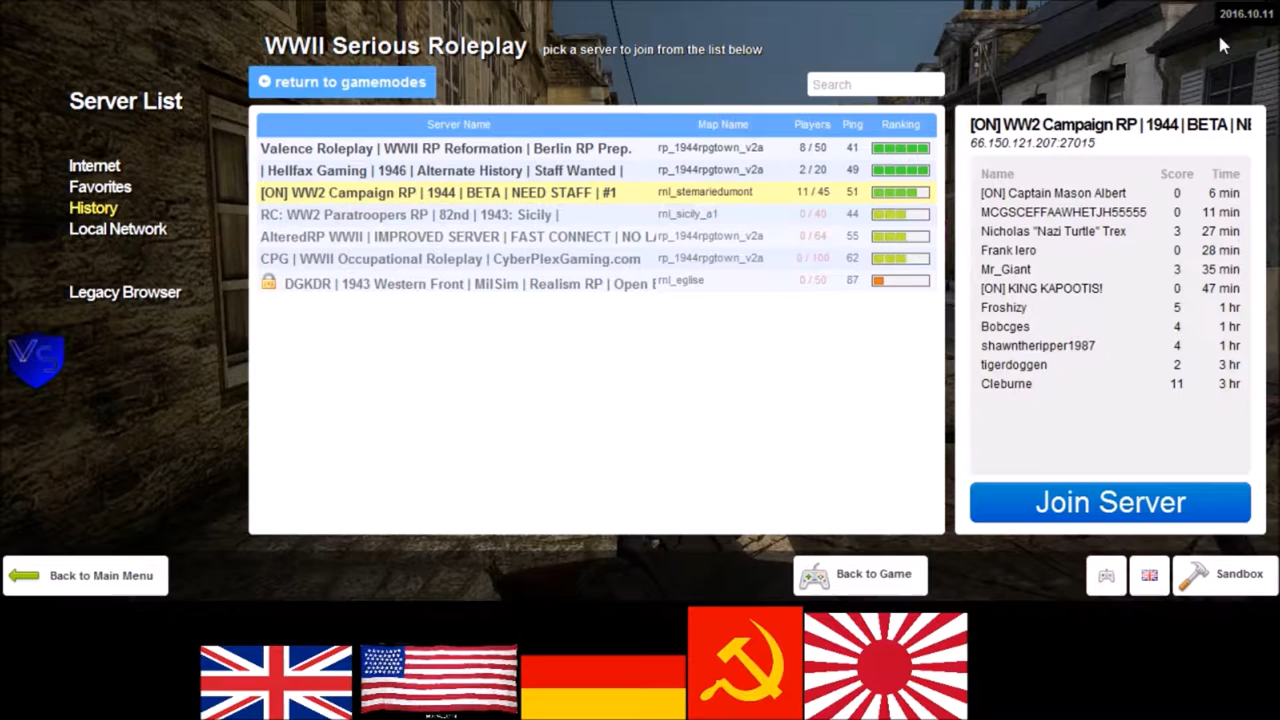 2016.10.11
WWII Serious Roleplay pick a server to join from the list below
return to gamemodes
Search
Server List
Internet
Favorites
History
Local Network
Legacy Browser
VS
Server Name Map Name Players Ping Ranking
Valence Roleplay | WWII RP Reformation | Berlin RP Prep. rp_1944rpgtown_v2a 8 / 50 41
| Hellfax Gaming | 1946 | Alternate History | Staff Wanted | rp_1944rpgtown_v2a 2 / 20 49
[ON] WW2 Campaign RP | 1944 | BETA | NEED STAFF | #1 rnl_stemariedumont 11 / 45 51
RC: WW2 Paratroopers RP | 82nd | 1943: Sicily | rnl_sicily_a1 0 / 40 44
AlteredRP WWII | IMPROVED SERVER | FAST CONNECT | NO L rp_1944rpgtown_v2a 0 / 64 55
CPG | WWII Occupational Roleplay | CyberPlexGaming.com rp_1944rpgtown_v2a 0 / 100 62
DGKDR | 1943 Western Front | MilSim | Realism RP | Open rnl_eglise 0 / 50 87
[ON] WW2 Campaign RP | 1944 | BETA | NE
66.150.121.207:27015
Name Score Time
[ON] Captain Mason Albert 0 6 min
MCGSCEFFAAWHETJH55555 0 11 min
Nicholas "Nazi Turtle" Trex 3 27 min
Frank Iero 0 28 min
Mr_Giant 3 35 min
[ON] KING KAPOOTIS! 0 47 min
Froshizy 5 1 hr
Bobcges 4 1 hr
shawntheripper1987 4 1 hr
tigerdoggen 2 3 hr
Cleburne 11 3 hr
Join Server
Back to Main Menu
Back to Game
Sandbox